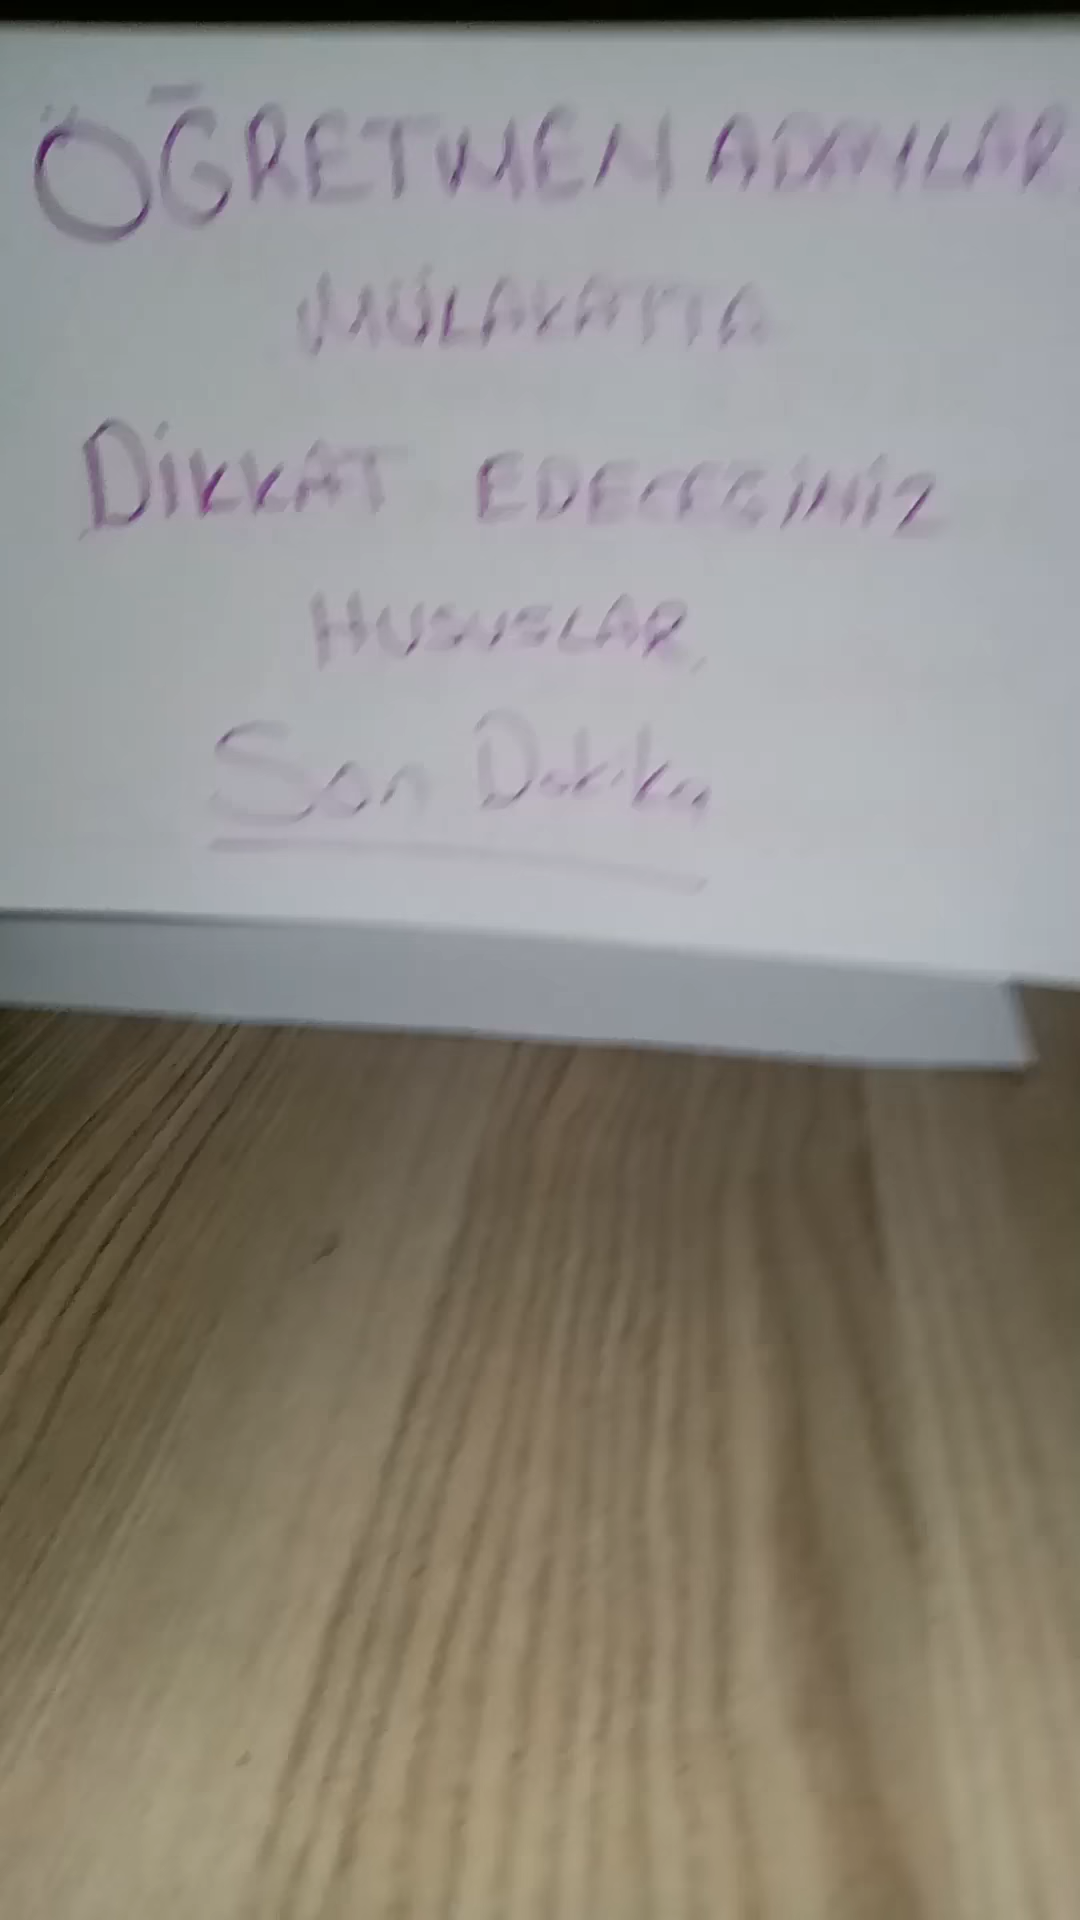 ÖĞRETMEN ADAYLAR
MÜLAKATTA
DİKKAT EDECEĞİNİZ
HUSUSLAR
Son Dakika